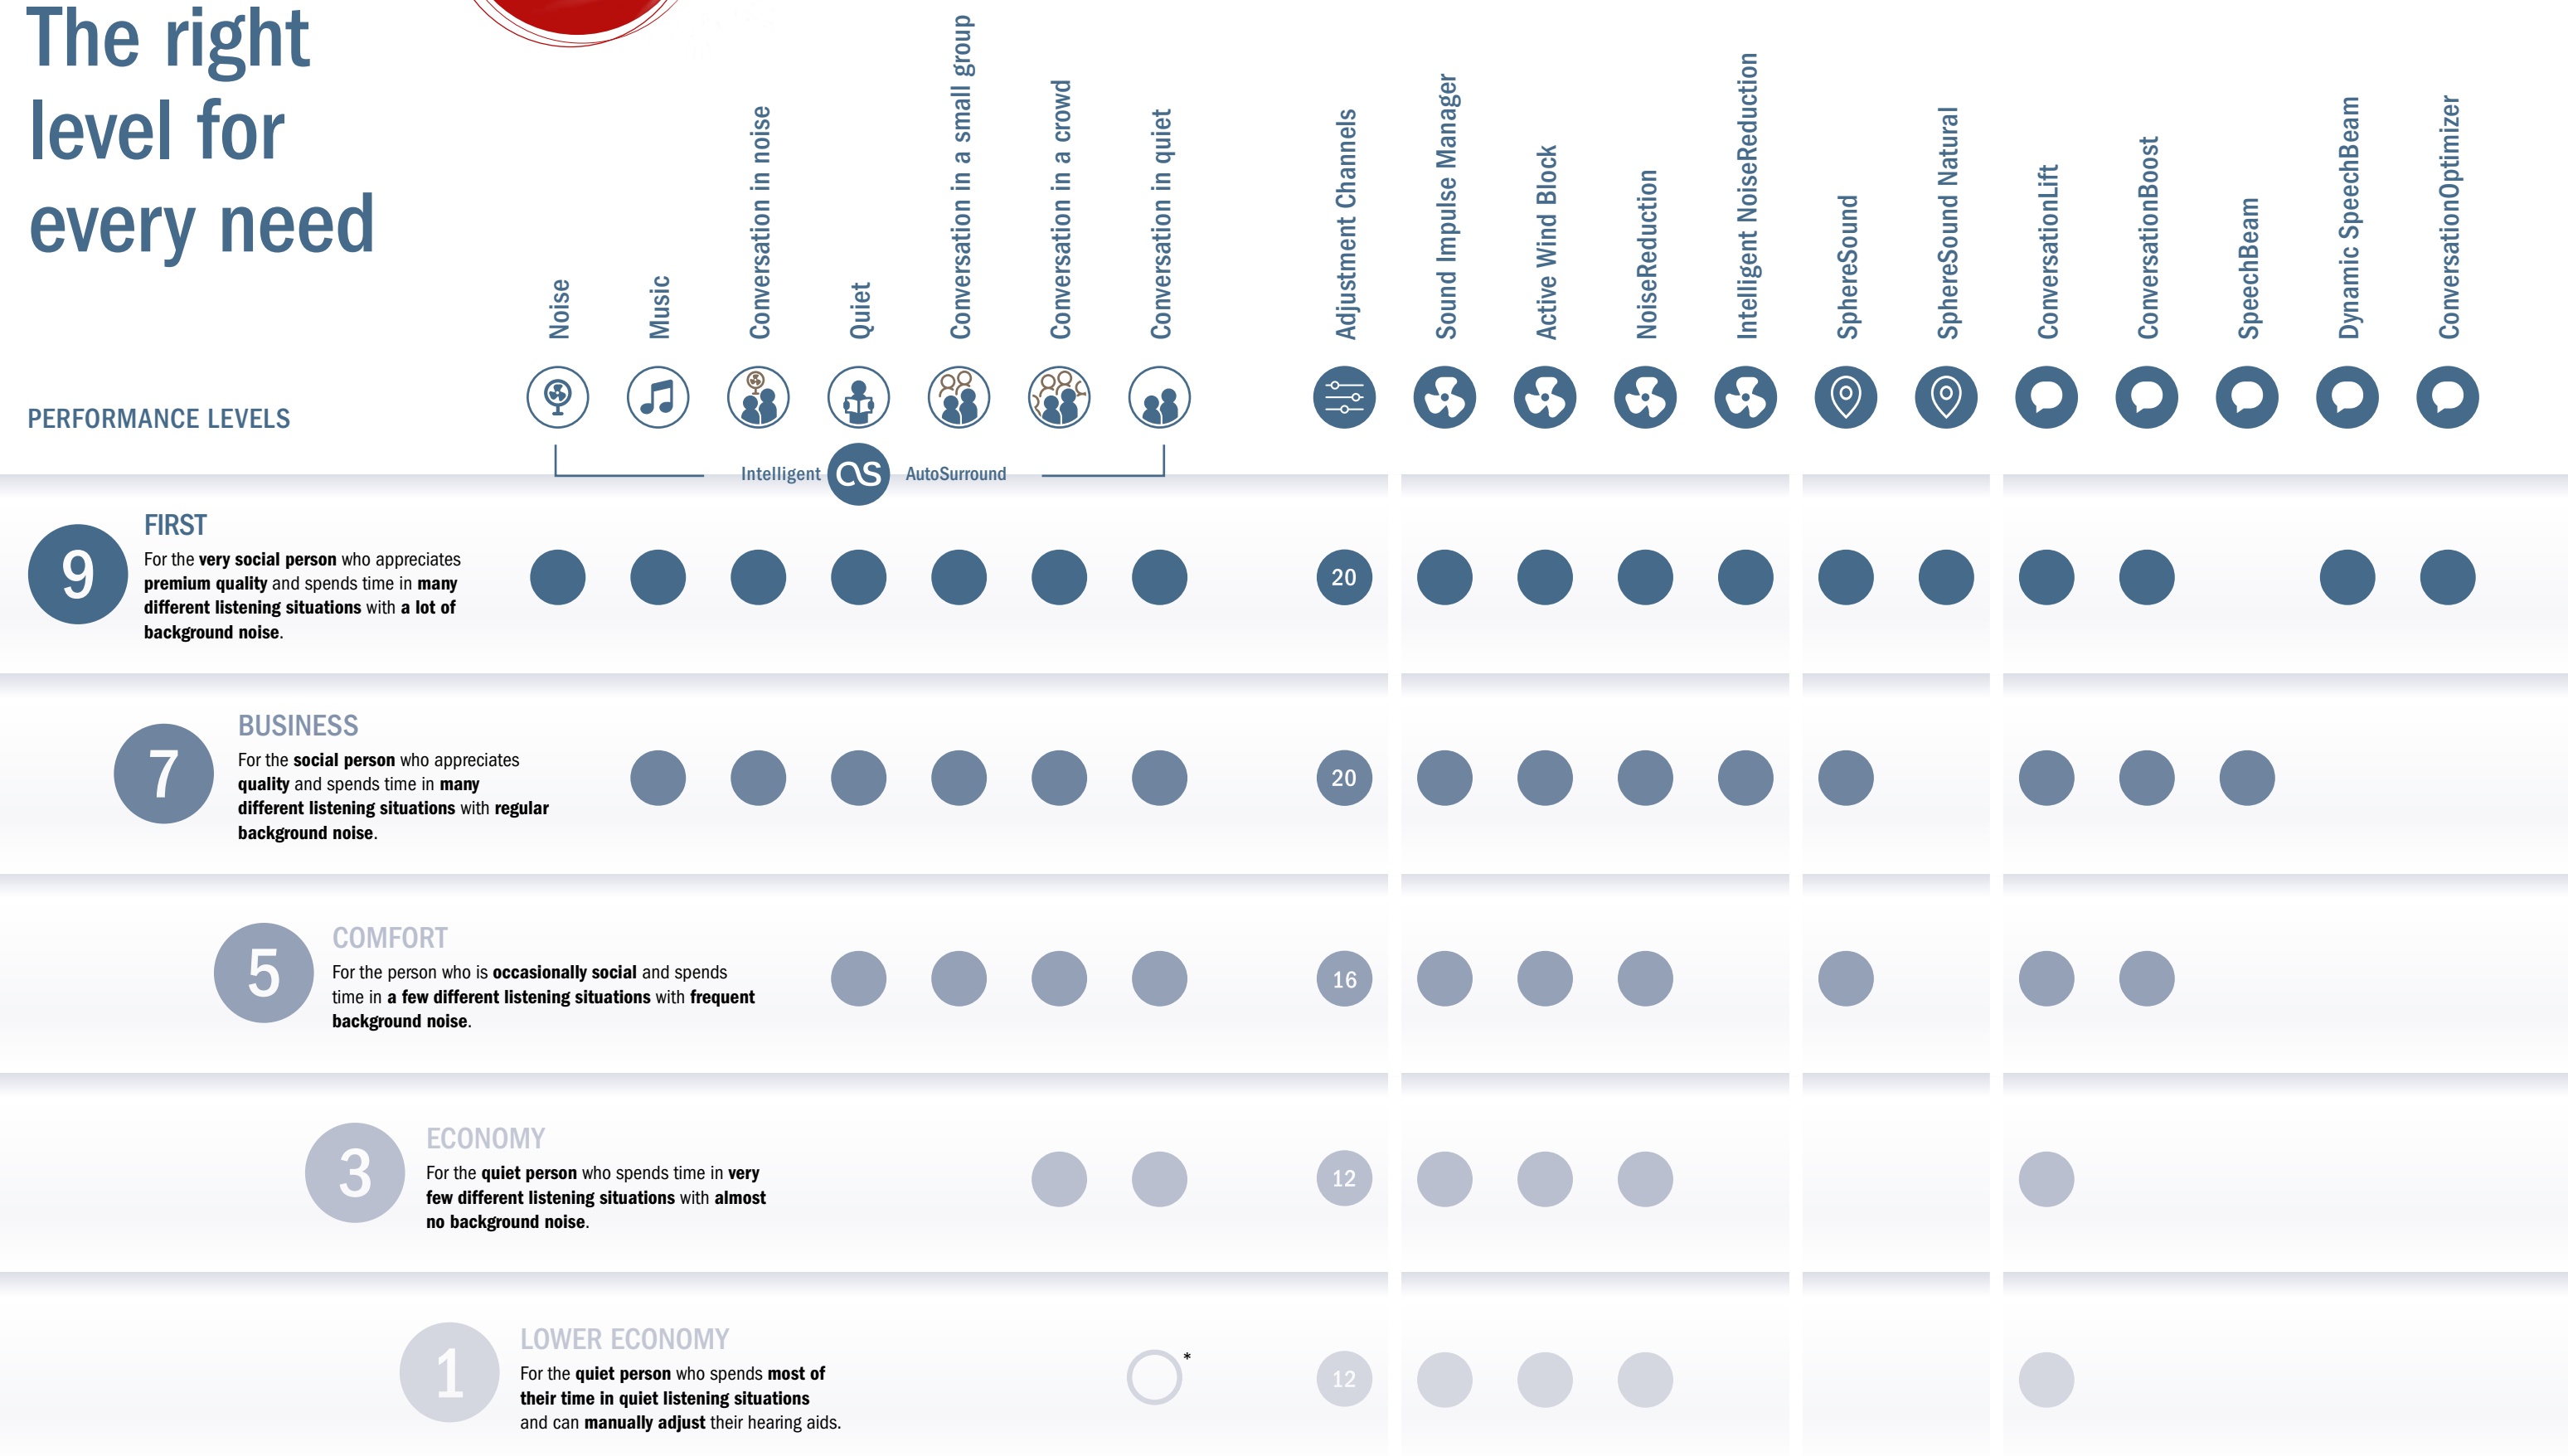 The right
level for
every need
Noise
Music
Conversation in noise
Quiet
Conversation in a small group
Conversation in a crowd
Conversation in quiet
Adjustment Channels
Sound Impulse Manager
Active Wind Block
NoiseReduction
Intelligent NoiseReduction
SphereSound
SphereSound Natural
ConversationLift
ConversationBoost
SpeechBeam
Dynamic SpeechBeam
ConversationOptimizer
PERFORMANCE LEVELS
Intelligent AS AutoSurround
9
FIRST
For the very social person who appreciates
premium quality and spends time in many
different listening situations with a lot of
background noise.
20
7
BUSINESS
For the social person who appreciates
quality and spends time in many
different listening situations with regular
background noise.
20
5
COMFORT
For the person who is occasionally social and spends
time in a few different listening situations with frequent
background noise.
16
3
ECONOMY
For the quiet person who spends time in very
few different listening situations with almost
no background noise.
12
1
LOWER ECONOMY
For the quiet person who spends most of
their time in quiet listening situations
and can manually adjust their hearing aids.
*
12